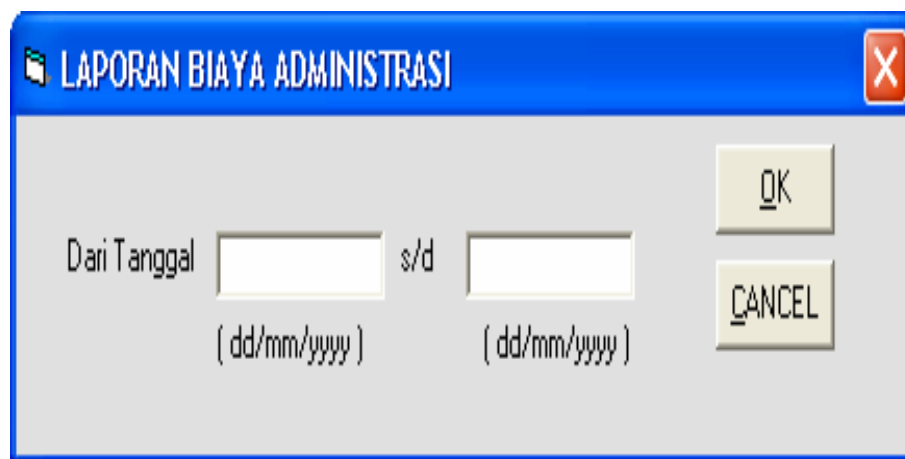 LAPORAN BIAYA ADMINISTRASI
OK
Dari Tanggal s/d
CANCEL
( dd/mm/yyyy ) ( dd/mm/yyyy )